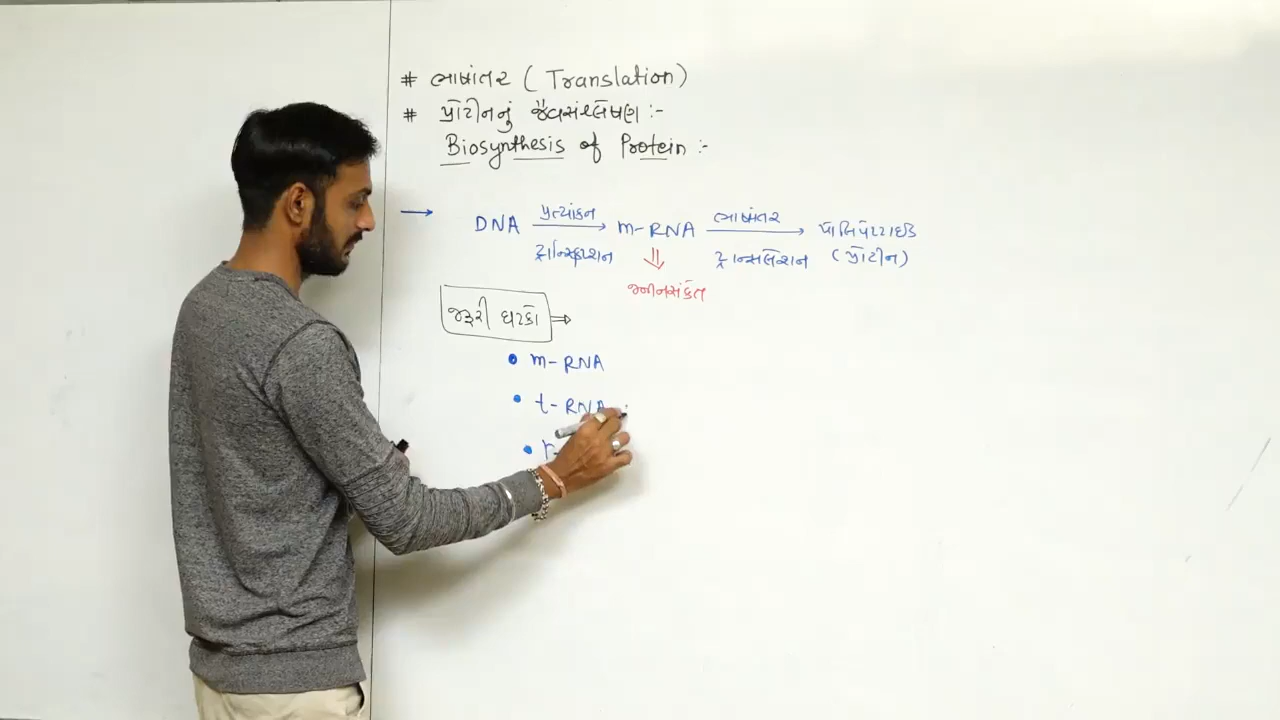 # ભાષાંતર ( Translation )
# પ્રોટીનનું જૈવસંશ્લેષણ :-
Biosynthesis of Protein :-
→ DNA પ્રત્યાંકન → m-RNA ભાષાંતર → પોલિપેપ્ટાઇડ
ટ્રાન્સિક્રપ્શન ⇓ ટ્રાન્સલેશન ( પ્રોટીન )
જનીનસંકેત
જરૂરી ઘટકો ⇒
• m-RNA
• t-RNA
• r-